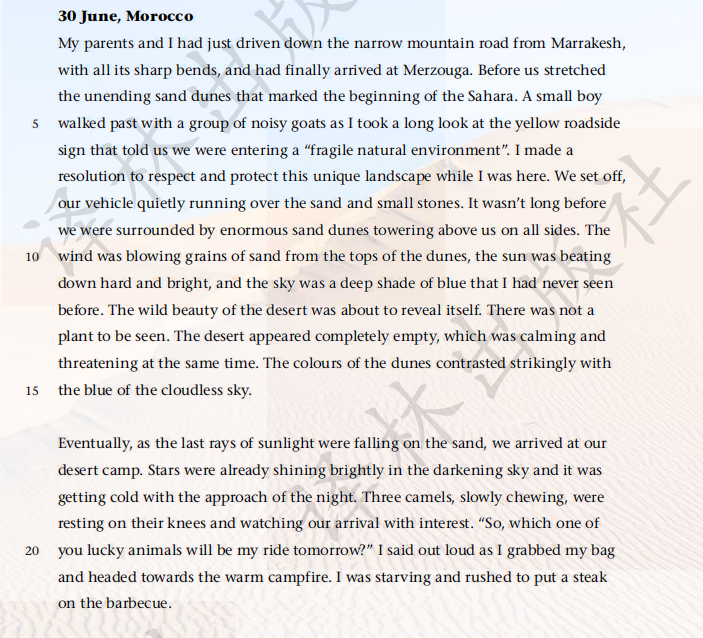 30 June, Morocco
My parents and I had just driven down the narrow mountain road from Marrakesh,
with all its sharp bends, and had finally arrived at Merzouga. Before us stretched
the unending sand dunes that marked the beginning of the Sahara. A small boy
5 walked past with a group of noisy goats as I took a long look at the yellow roadside
sign that told us we were entering a “fragile natural environment”. I made a
resolution to respect and protect this unique landscape while I was here. We set off,
our vehicle quietly running over the sand and small stones. It wasn’t long before
we were surrounded by enormous sand dunes towering above us on all sides. The
10 wind was blowing grains of sand from the tops of the dunes, the sun was beating
down hard and bright, and the sky was a deep shade of blue that I had never seen
before. The wild beauty of the desert was about to reveal itself. There was not a
plant to be seen. The desert appeared completely empty, which was calming and
threatening at the same time. The colours of the dunes contrasted strikingly with
15 the blue of the cloudless sky.
Eventually, as the last rays of sunlight were falling on the sand, we arrived at our
desert camp. Stars were already shining brightly in the darkening sky and it was
getting cold with the approach of the night. Three camels, slowly chewing, were
resting on their knees and watching our arrival with interest. “So, which one of
20 you lucky animals will be my ride tomorrow?” I said out loud as I grabbed my bag
and headed towards the warm campfire. I was starving and rushed to put a steak
on the barbecue.
译林出版
译林出版社